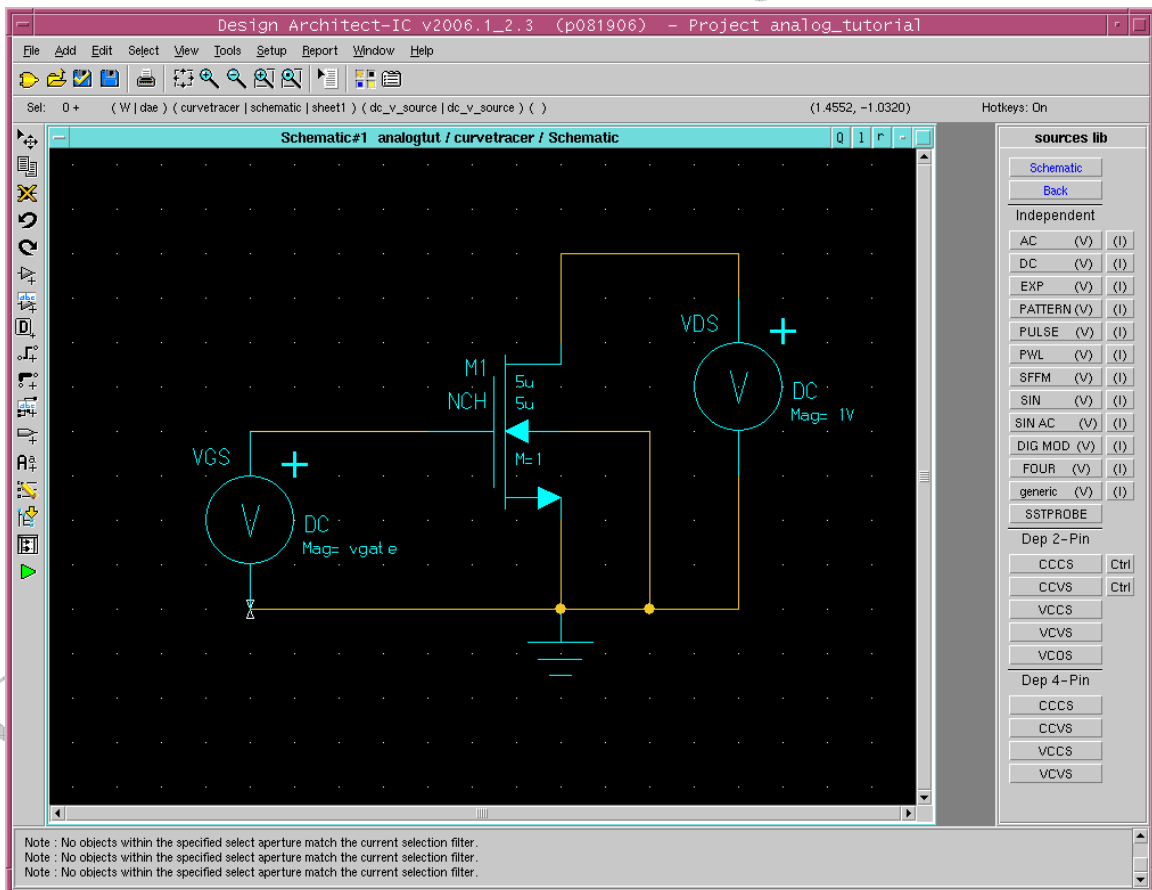 Design Architect-IC v2006.1_2.3 (p081906) - Project analog_tutorial
File Add Edit Select View Tools Setup Report Window Help
Sel: 0 + ( W | dae ) ( curvetracer | schematic | sheet1 ) ( dc_v_source | dc_v_source ) ( ) (1.4552, -1.0320) Hotkeys: On
Schematic#1 analogtut / curvetracer / Schematic Q l r -
sources lib
Schematic
Back
Independent
AC (V) (I)
DC (V) (I)
EXP (V) (I)
PATTERN (V) (I)
PULSE (V) (I)
PWL (V) (I)
SFFM (V) (I)
SIN (V) (I)
SIN AC (V) (I)
DIG MOD (V) (I)
FOUR (V) (I)
generic (V) (I)
SSTPROBE
Dep 2-Pin
CCCS Ctrl
CCVS Ctrl
VCCS
VCVS
VCOS
Dep 4-Pin
CCCS
CCVS
VCCS
VCVS
VDS +
V
DC
Mag= 1V
M1
NCH
5u
5u
M=1
VGS +
V
DC
Mag= vgate
Note : No objects within the specified select aperture match the current selection filter.
Note : No objects within the specified select aperture match the current selection filter.
Note : No objects within the specified select aperture match the current selection filter.